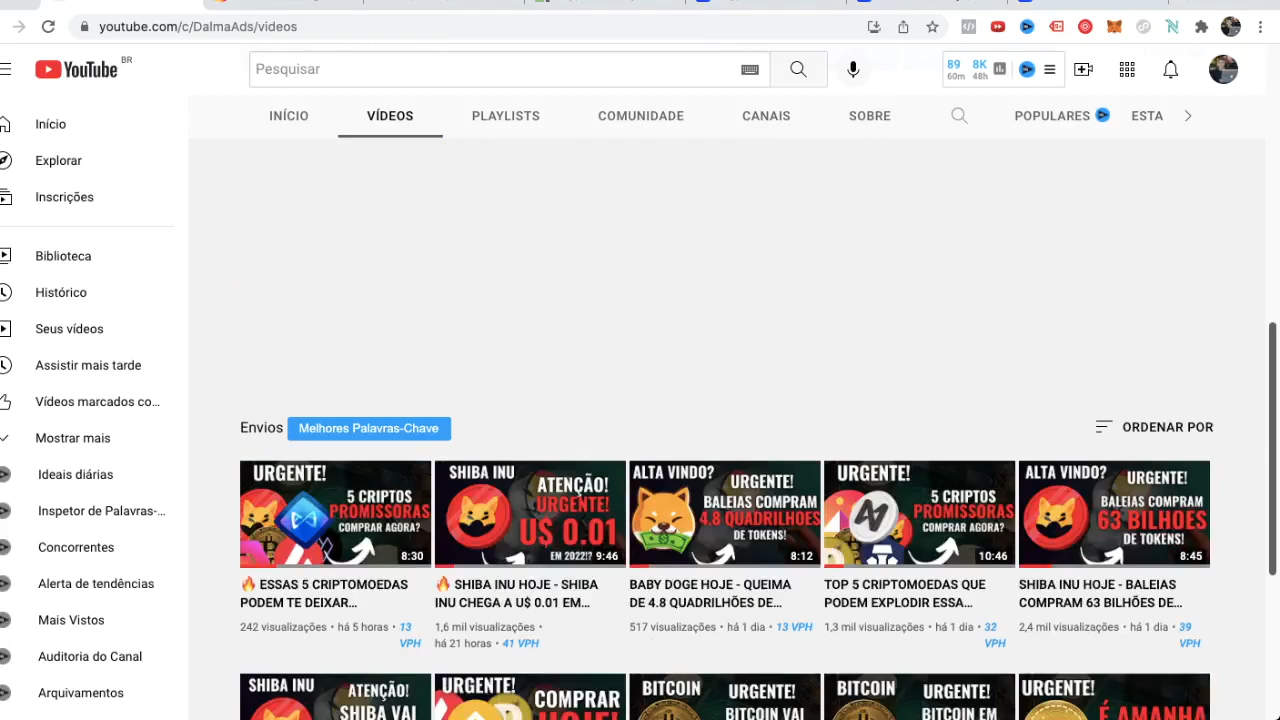 youtube.com/c/DalmaAds/videos
YouTube BR
Pesquisar
89 8K
60m 48h
INÍCIO VÍDEOS PLAYLISTS COMUNIDADE CANAIS SOBRE POPULARES ESTA
Início
Explorar
Inscrições
Biblioteca
Histórico
Seus vídeos
Assistir mais tarde
Vídeos marcados co...
Mostrar mais
Ideais diárias
Inspetor de Palavras-...
Concorrentes
Alerta de tendências
Mais Vistos
Auditoria do Canal
Arquivamentos
Envios Melhores Palavras-Chave ORDENAR POR
URGENTE!
5 CRIPTOS
PROMISSORAS
COMPRAR AGORA?
8:30
🔥 ESSAS 5 CRIPTOMOEDAS
PODEM TE DEIXAR...
242 visualizações • há 5 horas • 13
VPH
SHIBA INU
ATENÇÃO!
URGENTE!
U$ 0.01
EM 2022!?
9:46
🔥 SHIBA INU HOJE - SHIBA
INU CHEGA A U$ 0.01 EM...
1,6 mil visualizações •
há 21 horas • 41 VPH
ALTA VINDO?
URGENTE!
BALEIAS COMPRAM
4.8 QUADRILHÕES
DE TOKENS!
8:12
BABY DOGE HOJE - QUEIMA
DE 4.8 QUADRILHÕES DE...
517 visualizações • há 1 dia • 13 VPH
URGENTE!
5 CRIPTOS
PROMISSORAS
COMPRAR AGORA?
10:46
TOP 5 CRIPTOMOEDAS QUE
PODEM EXPLODIR ESSA...
1,3 mil visualizações • há 1 dia • 32
VPH
ALTA VINDO?
URGENTE!
BALEIAS COMPRAM
63 BILHÕES
DE TOKENS!
8:45
SHIBA INU HOJE - BALEIAS
COMPRAM 63 BILHÕES DE...
2,4 mil visualizações • há 1 dia • 39
VPH
SHIBA INU
ATENÇÃO!
SHIBA VAI
URGENTE!
COMPRAR
HOJE!
BITCOIN
URGENTE!
BITCOIN VAI
BITCOIN
URGENTE!
BITCOIN EM
URGENTE!
É AMANHA